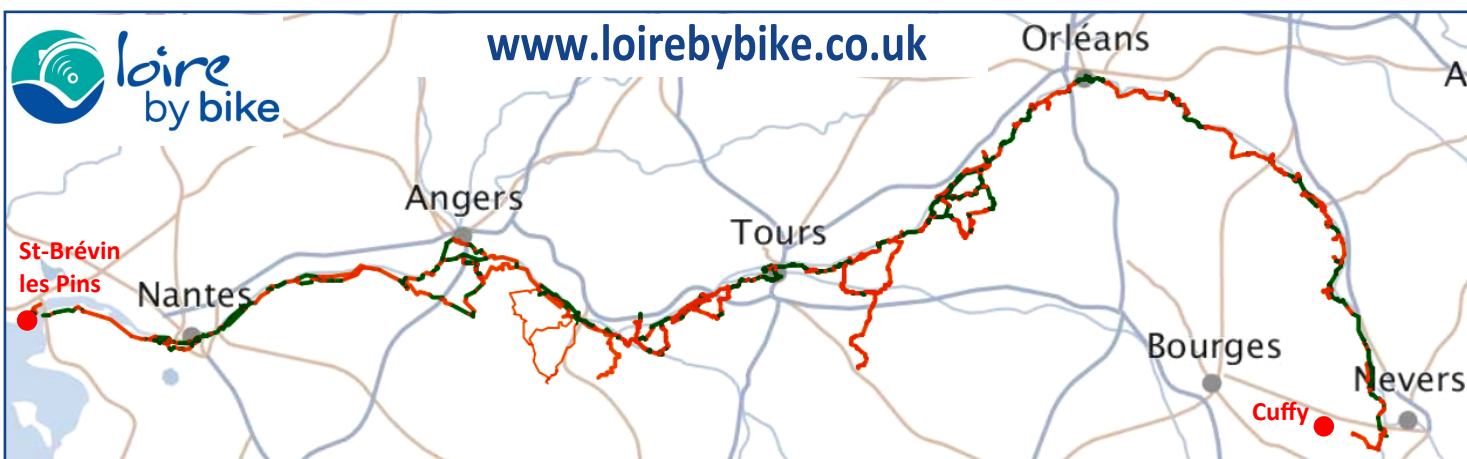 loire
by bike
www.loirebybike.co.uk
Orléans
A
Angers
Tours
St-Brévin
les Pins
Nantes
Bourges
Nevers
Cuffy